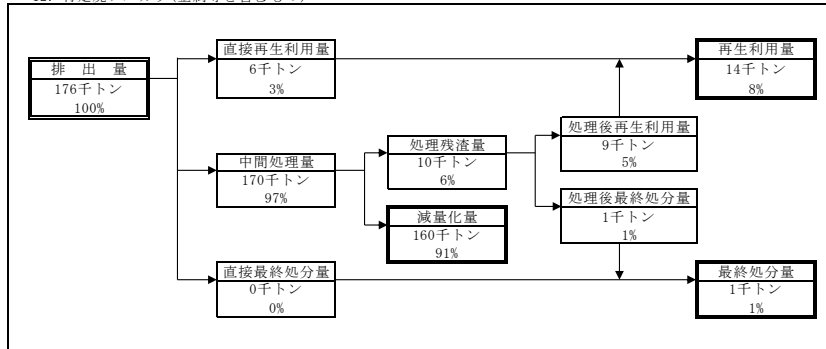 排 出 量
176千トン
100%
直接再生利用量
6千トン
3%
再生利用量
14千トン
8%
中間処理量
170千トン
97%
処理残渣量
10千トン
6%
処理後再生利用量
9千トン
5%
減量化量
160千トン
91%
処理後最終処分量
1千トン
1%
直接最終処分量
0千トン
0%
最終処分量
1千トン
1%